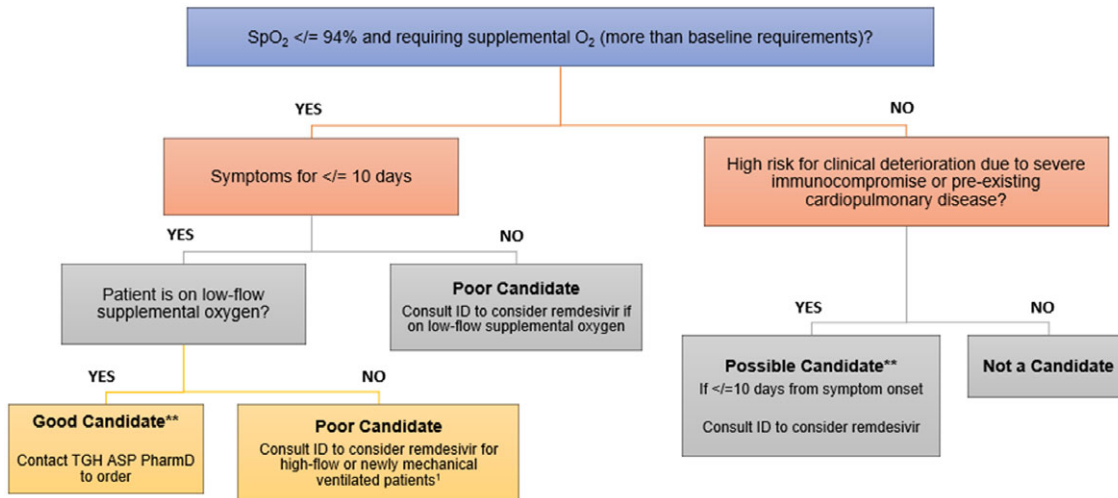 SpO₂ </= 94% and requiring supplemental O₂ (more than baseline requirements)?
YES
NO
Symptoms for </= 10 days
High risk for clinical deterioration due to severe
immunocompromise or pre-existing
cardiopulmonary disease?
YES
NO
Patient is on low-flow
supplemental oxygen?
Poor Candidate
Consult ID to consider remdesivir if
on low-flow supplemental oxygen
YES
NO
Possible Candidate**
If </=10 days from symptom onset
Consult ID to consider remdesivir
Not a Candidate
YES
NO
Good Candidate**
Contact TGH ASP PharmD
to order
Poor Candidate
Consult ID to consider remdesivir for
high-flow or newly mechanical
ventilated patients¹